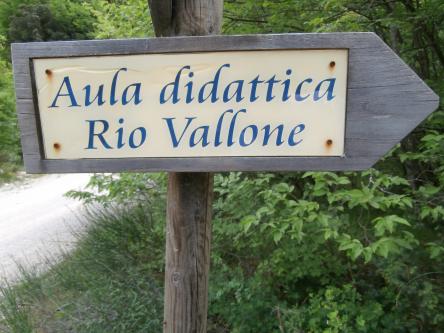 Aula didattica
Rio Vallone